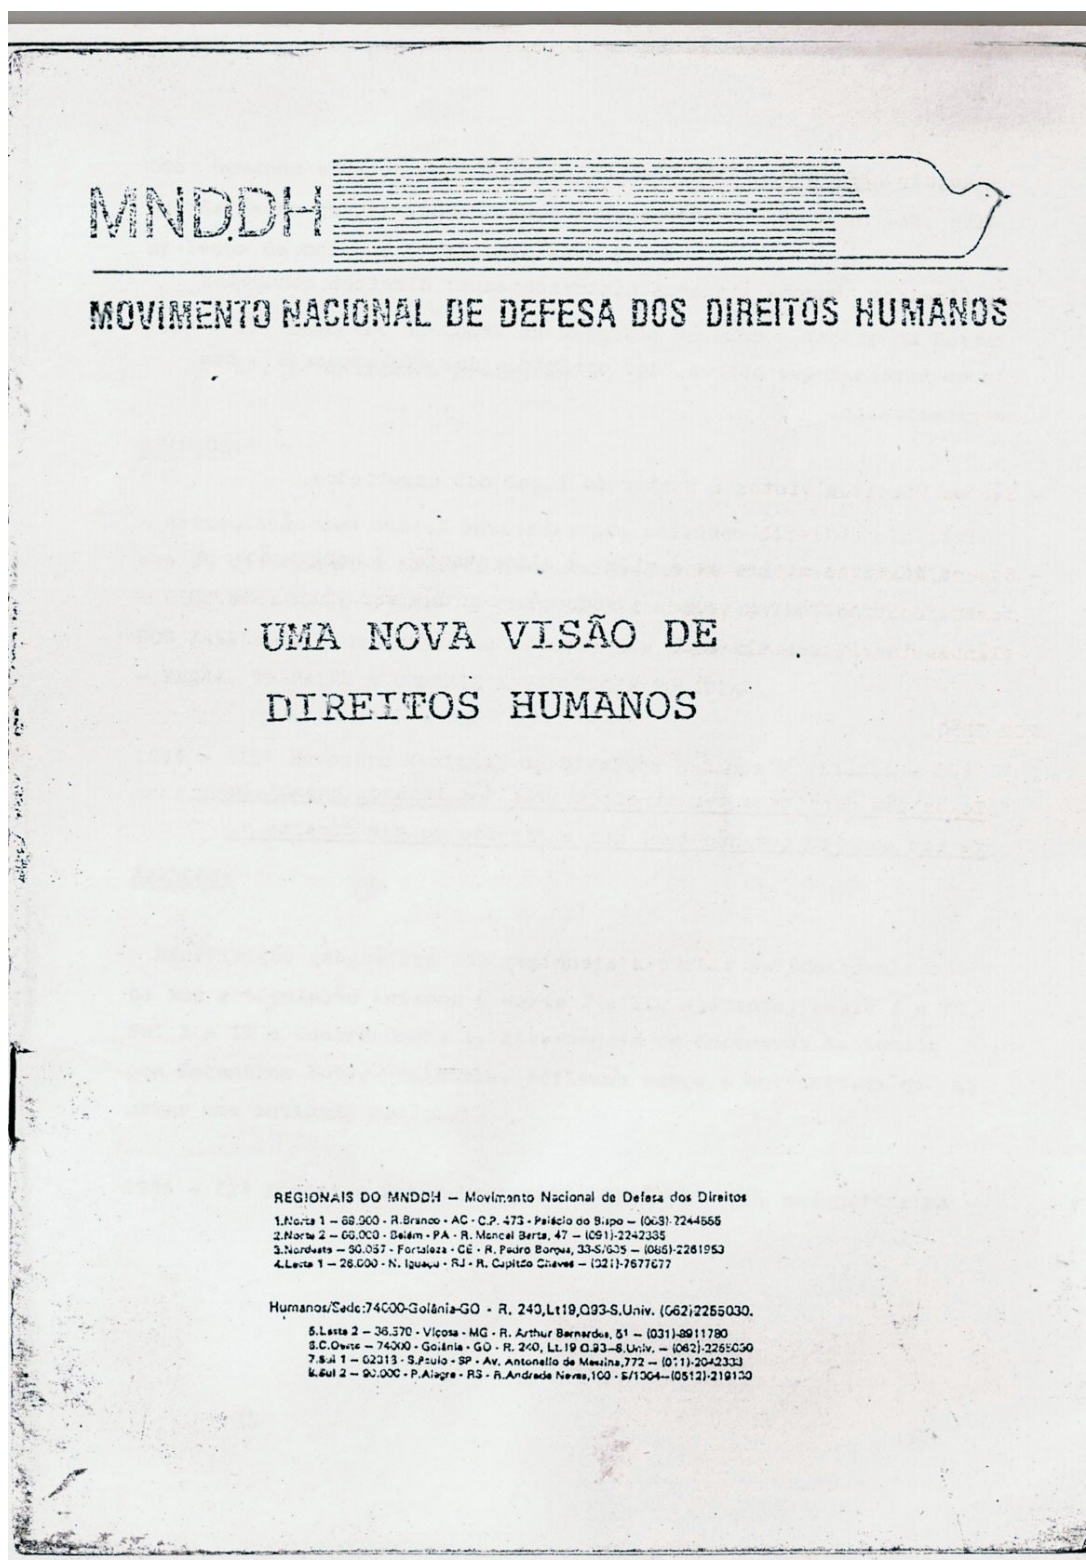 MNDDH
MOVIMENTO NACIONAL DE DEFESA DOS DIREITOS HUMANOS
UMA NOVA VISÃO DE
DIREITOS HUMANOS
REGIONAIS DO MNDDH — Movimento Nacional de Defesa dos Direitos
1.Norte 1 — 69.900 - R.Branco - AC - C.P. 473 - Palácio do Bispo — (068)-2244555
2.Norte 2 — 66.000 - Belém - PA - R. Manoel Barta, 47 — (091)-2242335
3.Nordeste — - Fortaleza - CE - R. Pedro Borges, 33-S/635 — (085)-2261953
4.Leste 1 — 26.000 - N. Iguaçu - RJ - R. Capitão Chaves — (021)-7677677
Humanos/Sede:74000-Goiânia-GO - R. 240,Lt19,Q93-S.Univ. (062)2255030.
5.Leste 2 — 36.570 - Viçosa - MG - R. Arthur Bernardes, 51 — (031)-8911780
6.C.Oeste — 74000 - Goiânia - GO - R. 240, Lt.19 Q.93-S.Univ. — (062)-2255030
7.Sul 1 — 02313 - S.Paulo - SP - Av. Antonello de Messina,772 — (011)-2042333
8.Sul 2 — 90.000 - P.Alegre - RS - R.Andrade Neves,100 - S/1004—(0512)-219130